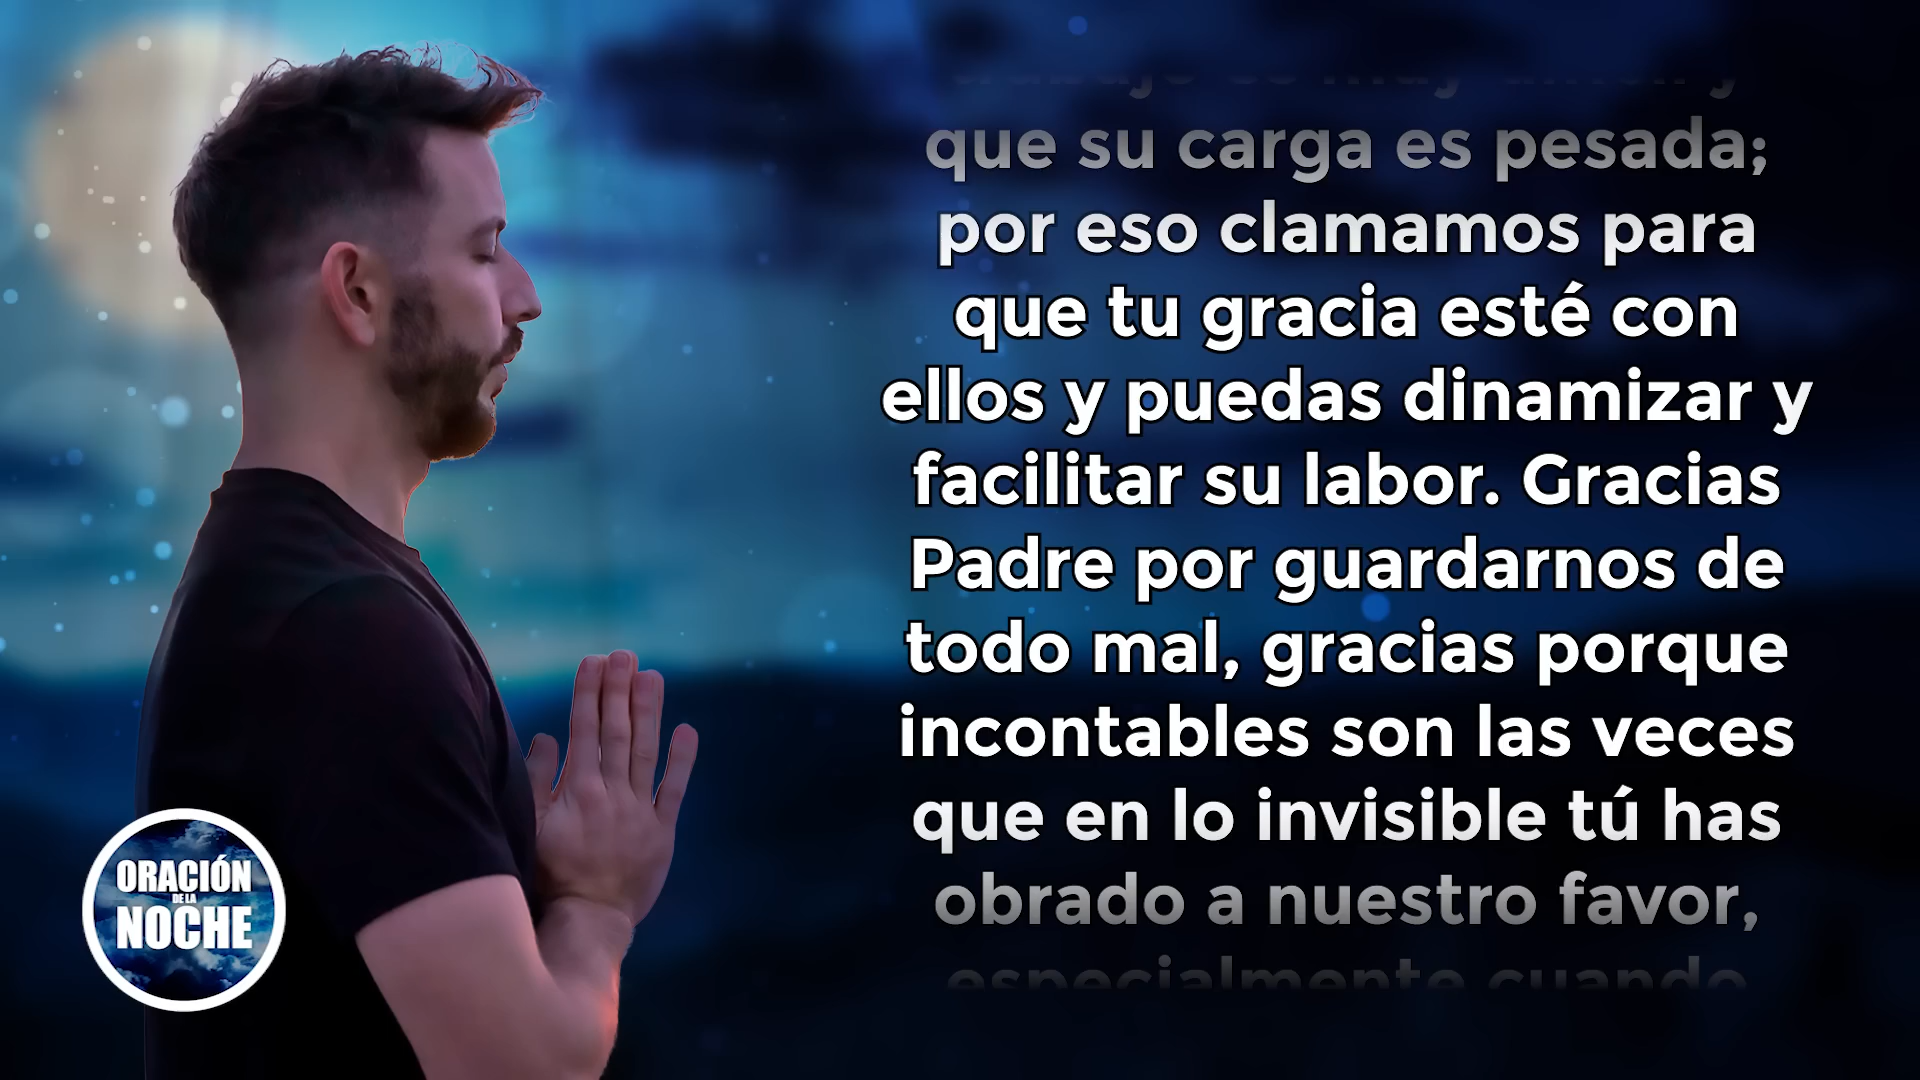 que su carga es pesada;
por eso clamamos para
que tu gracia esté con
ellos y puedas dinamizar y
facilitar su labor. Gracias
Padre por guardarnos de
todo mal, gracias porque
incontables son las veces
que en lo invisible tú has
obrado a nuestro favor,
especialmente cuando
ORACIÓN
DE LA
NOCHE